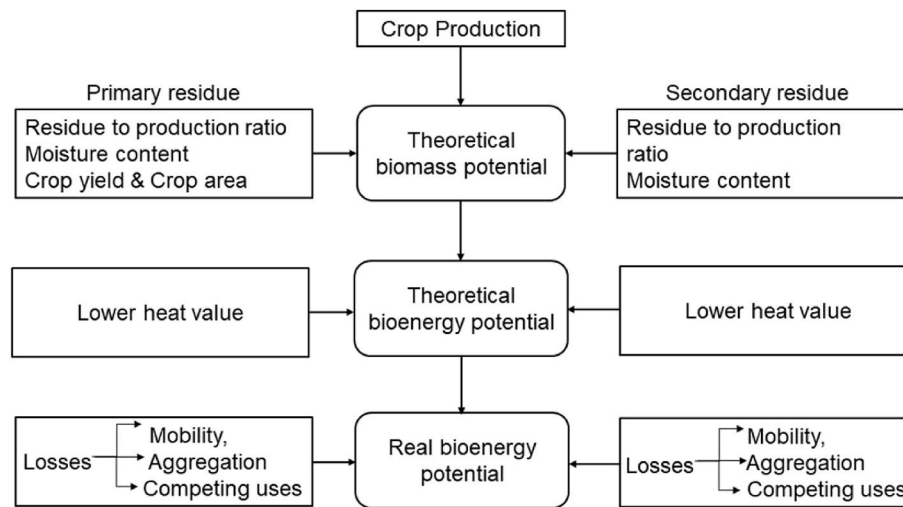 Crop Production
Primary residue
Secondary residue
Residue to production ratio
Moisture content
Crop yield & Crop area
Theoretical
biomass potential
Residue to production
ratio
Moisture content
Lower heat value
Theoretical
bioenergy potential
Lower heat value
Losses
Mobility,
Aggregation
Competing uses
Real bioenergy
potential
Losses
Mobility,
Aggregation
Competing uses